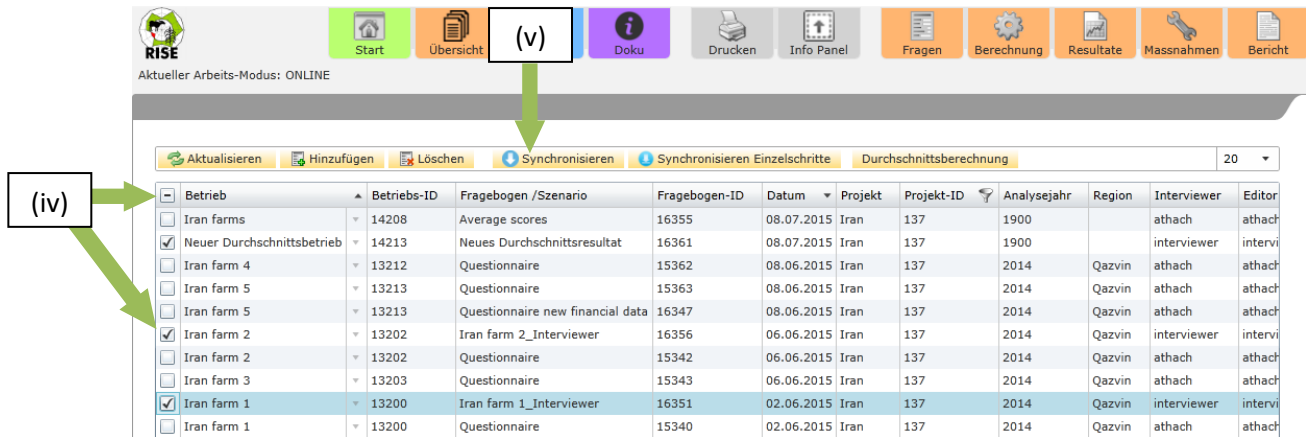 RISE Start Übersicht (v) Doku Drucken Info Panel Fragen Berechnung Resultate Massnahmen Bericht
Aktueller Arbeits-Modus: ONLINE
Aktualisieren Hinzufügen Löschen Synchronisieren Synchronisieren Einzelschritte Durchschnittsberechnung 20
(iv)
Betrieb Betriebs-ID Fragebogen /Szenario Fragebogen-ID Datum Projekt Projekt-ID Analysejahr Region Interviewer Editor
Iran farms 14208 Average scores 16355 08.07.2015 Iran 137 1900 athach athach
Neuer Durchschnittsbetrieb 14213 Neues Durchschnittsresultat 16361 08.07.2015 Iran 137 1900 interviewer intervi
Iran farm 4 13212 Questionnaire 15362 08.06.2015 Iran 137 2014 Qazvin athach athach
Iran farm 5 13213 Questionnaire 15363 08.06.2015 Iran 137 2014 Qazvin athach athach
Iran farm 5 13213 Questionnaire new financial data 16347 08.06.2015 Iran 137 2014 Qazvin athach athach
Iran farm 2 13202 Iran farm 2_Interviewer 16356 06.06.2015 Iran 137 2014 Qazvin interviewer intervi
Iran farm 2 13202 Questionnaire 15342 06.06.2015 Iran 137 2014 Qazvin athach athach
Iran farm 3 13203 Questionnaire 15343 06.06.2015 Iran 137 2014 Qazvin athach athach
Iran farm 1 13200 Iran farm 1_Interviewer 16351 02.06.2015 Iran 137 2014 Qazvin interviewer intervi
Iran farm 1 13200 Questionnaire 15340 02.06.2015 Iran 137 2014 Qazvin athach athach